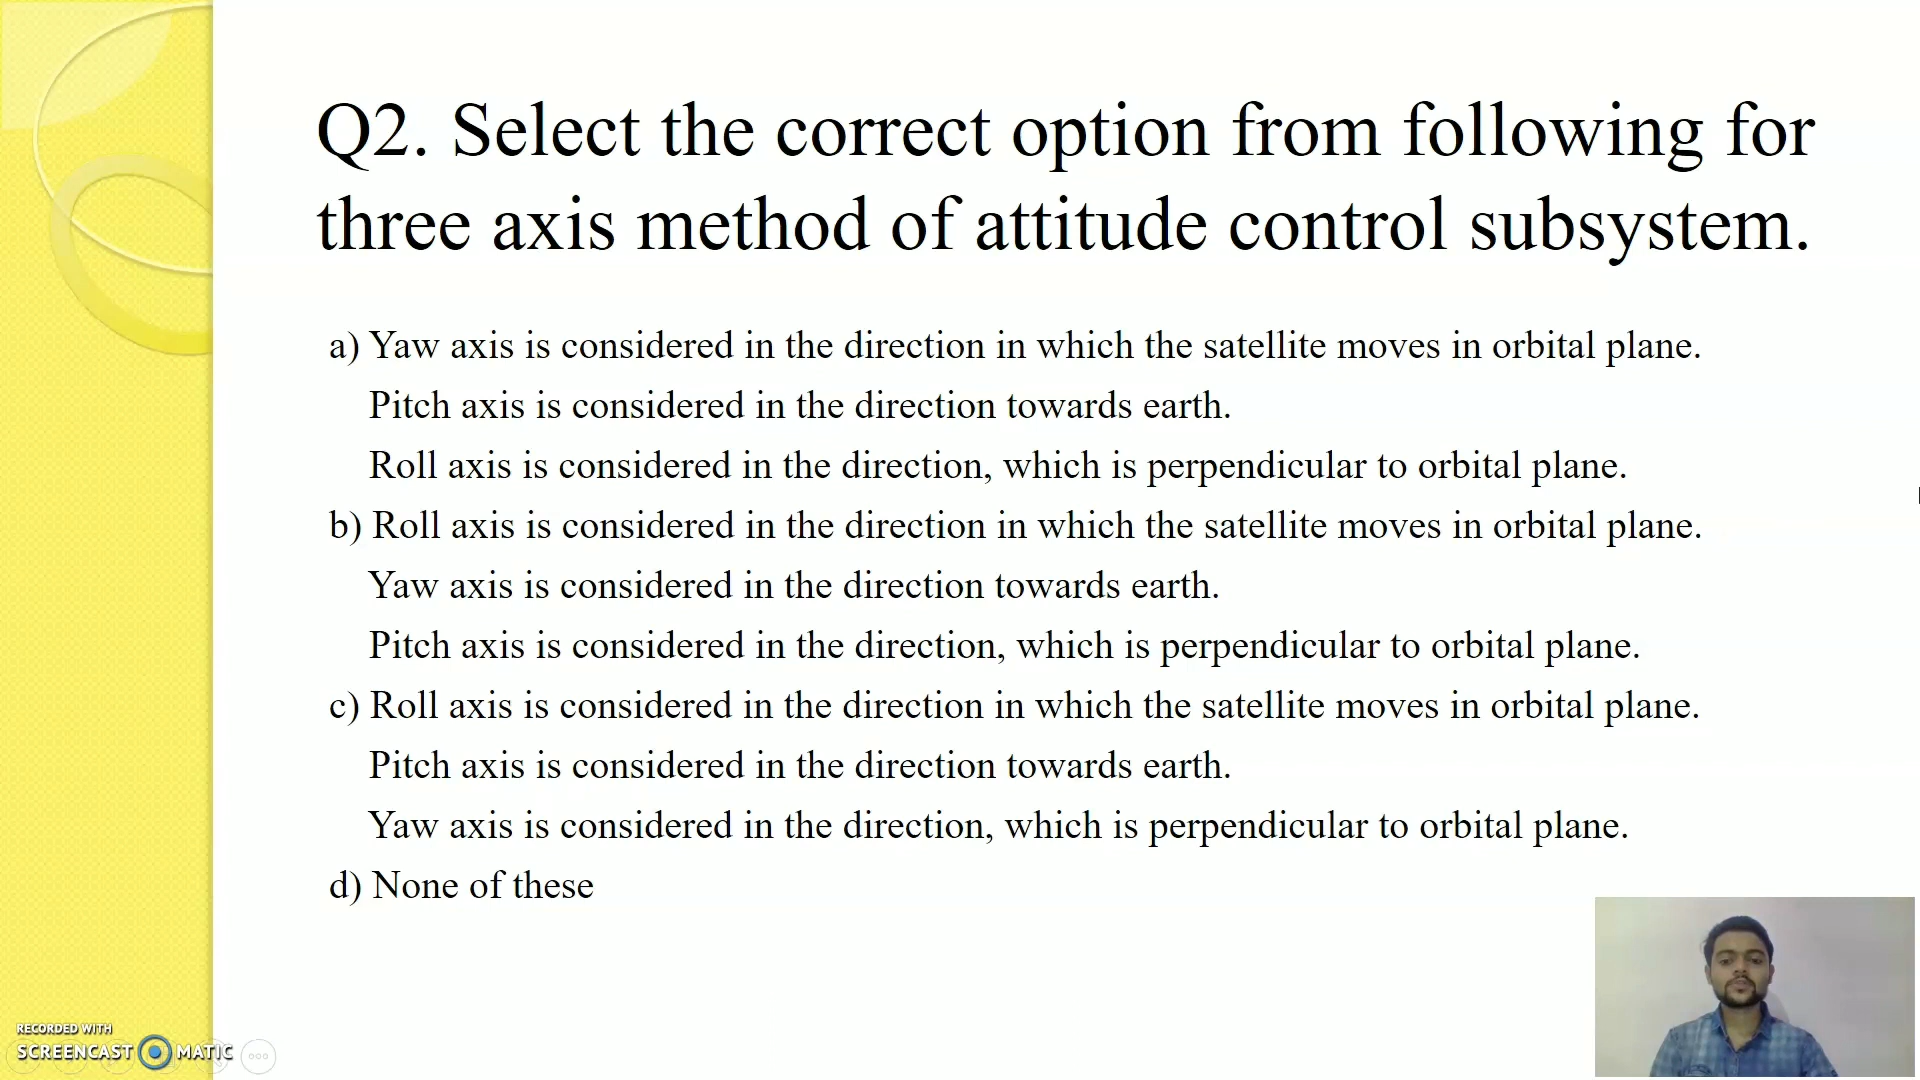 Q2. Select the correct option from following for
three axis method of attitude control subsystem.
a) Yaw axis is considered in the direction in which the satellite moves in orbital plane.
Pitch axis is considered in the direction towards earth.
Roll axis is considered in the direction, which is perpendicular to orbital plane.
b) Roll axis is considered in the direction in which the satellite moves in orbital plane.
Yaw axis is considered in the direction towards earth.
Pitch axis is considered in the direction, which is perpendicular to orbital plane.
c) Roll axis is considered in the direction in which the satellite moves in orbital plane.
Pitch axis is considered in the direction towards earth.
Yaw axis is considered in the direction, which is perpendicular to orbital plane.
d) None of these
RECORDED WITH
SCREENCAST MATIC